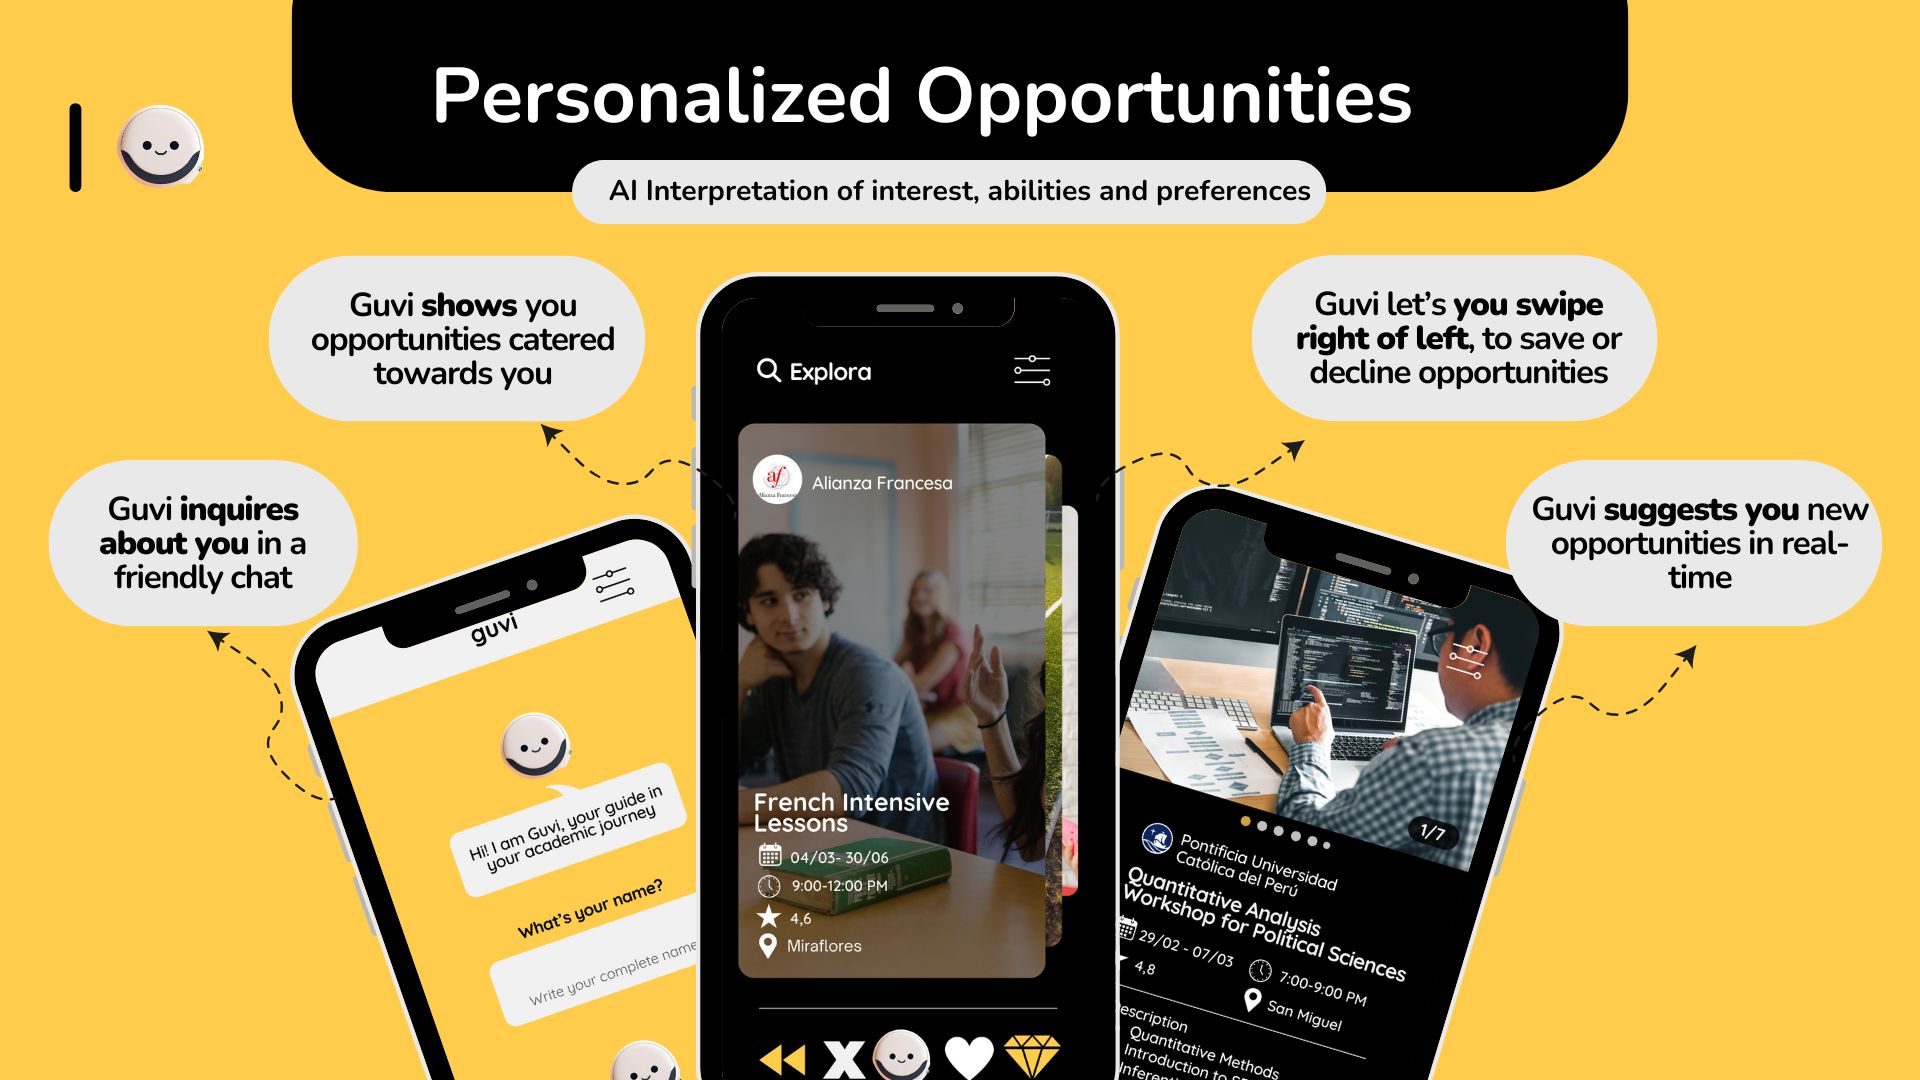 Personalized Opportunities
AI Interpretation of interest, abilities and preferences
Guvi shows you
opportunities catered
towards you
Guvi let’s you swipe
right of left, to save or
decline opportunities
Guvi inquires
about you in a
friendly chat
Guvi suggests you new
opportunities in real-
time
guvi
Hi! I am Guvi, your guide in
your academic journey
What’s your name?
Write your complete name
Explora
af
Alianza Francesa
French Intensive
Lessons
04/03- 30/06
9:00-12:00 PM
4,6
Miraflores
X
1/7
Pontificia Universidad
Católica del Perú
Quantitative Analysis
Workshop for Political Sciences
29/02 - 07/03
7:00-9:00 PM
4,8
San Miguel
escription
Quantitative Methods
Introduction to